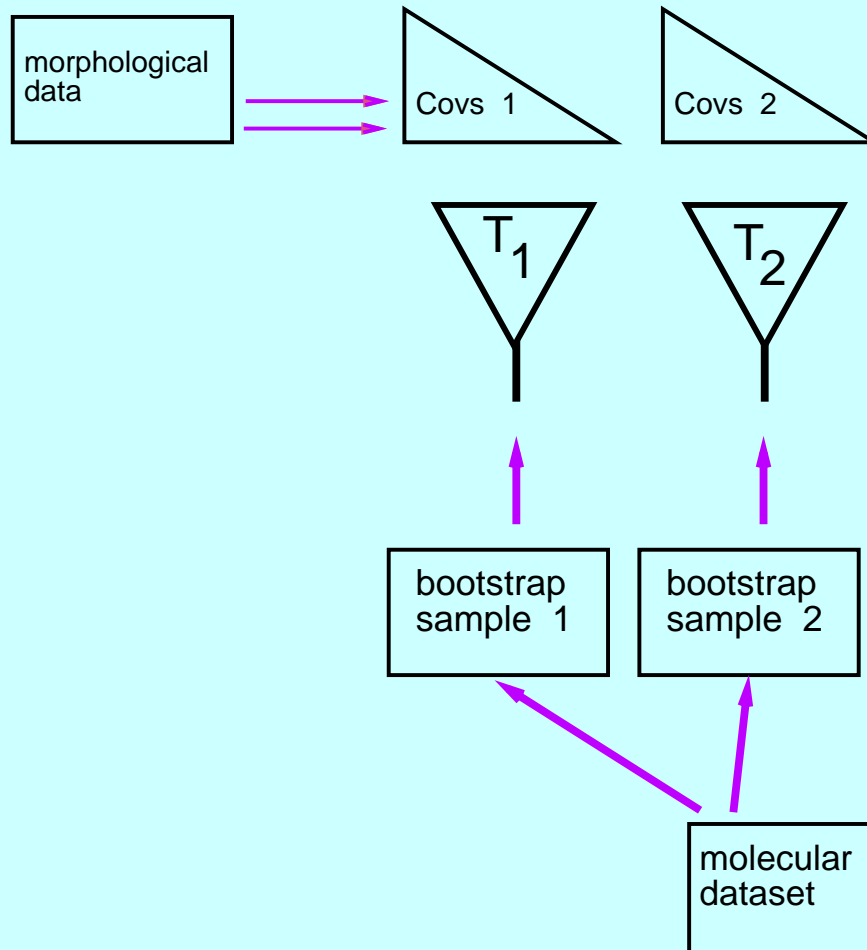 morphological
data
Covs 1
Covs 2
T1
T2
bootstrap
sample 1
bootstrap
sample 2
molecular
dataset